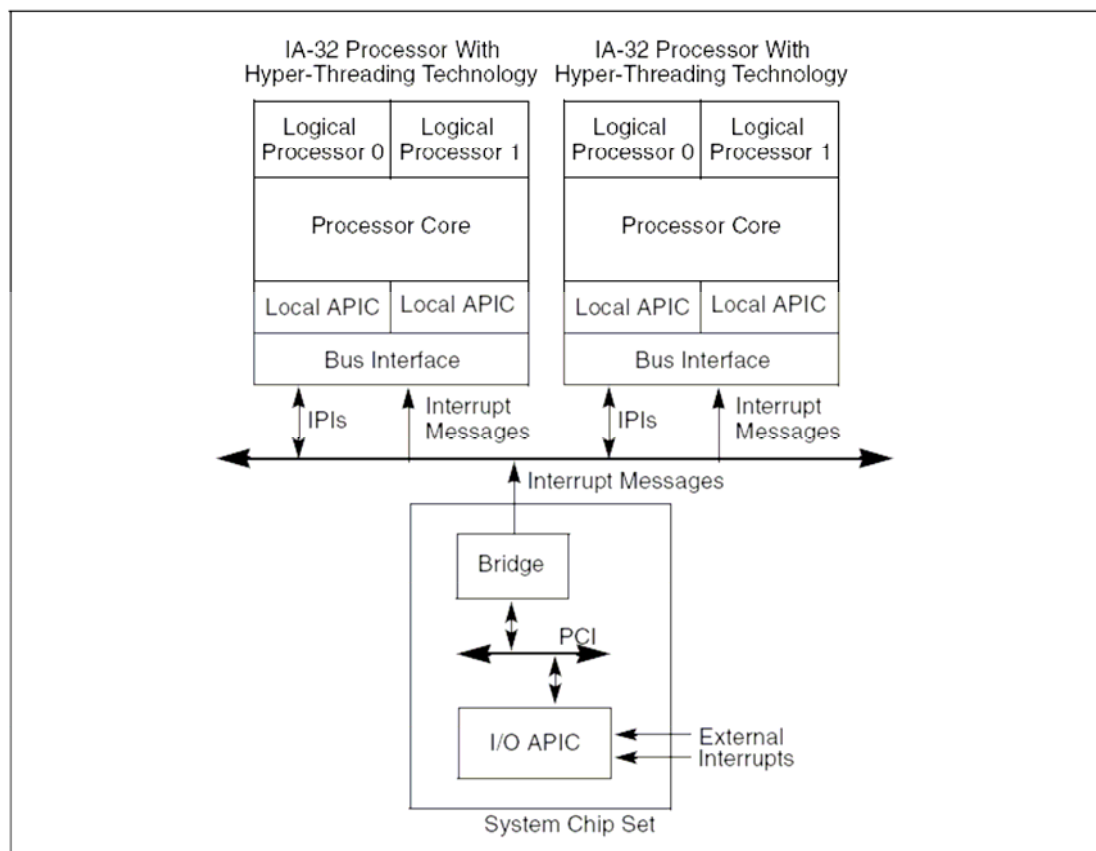 IA-32 Processor With
Hyper-Threading Technology
IA-32 Processor With
Hyper-Threading Technology
Logical
Processor 0
Logical
Processor 1
Logical
Processor 0
Logical
Processor 1
Processor Core
Processor Core
Local APIC
Local APIC
Local APIC
Local APIC
Bus Interface
Bus Interface
IPIs
Interrupt
Messages
IPIs
Interrupt
Messages
Interrupt Messages
Bridge
PCI
I/O APIC
External
Interrupts
System Chip Set